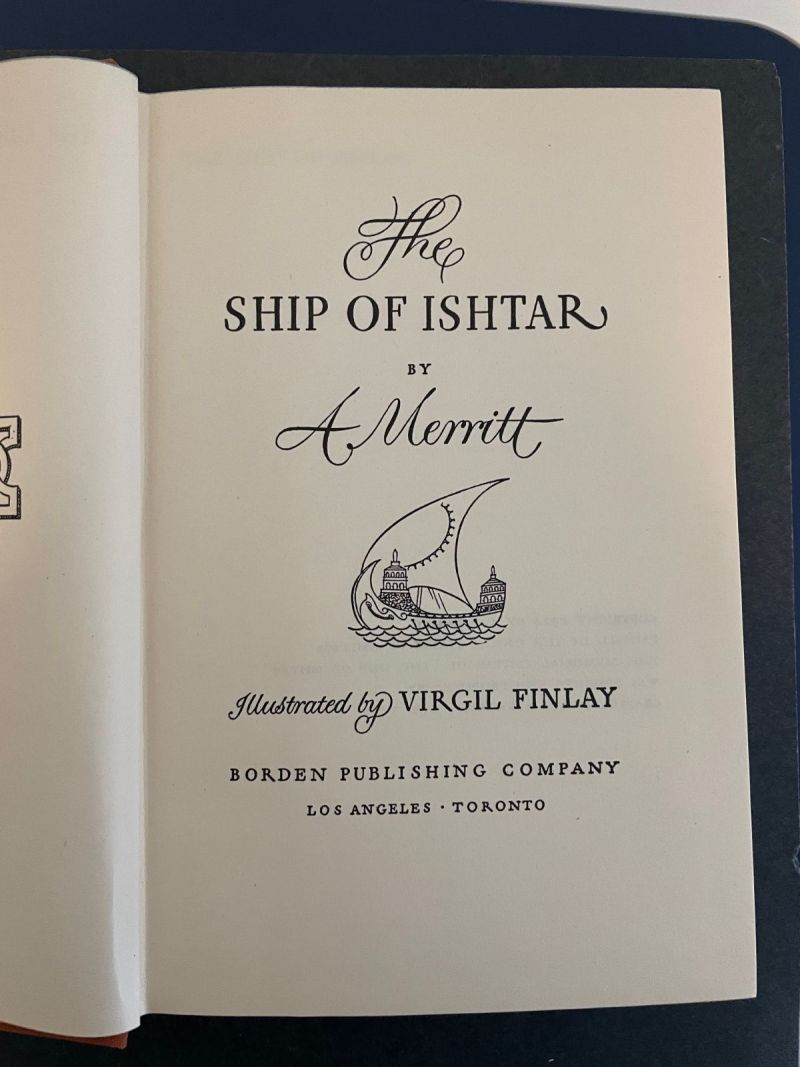 The
SHIP OF ISHTAR
BY
A. Merritt
Illustrated by VIRGIL FINLAY
BORDEN PUBLISHING COMPANY
LOS ANGELES · TORONTO